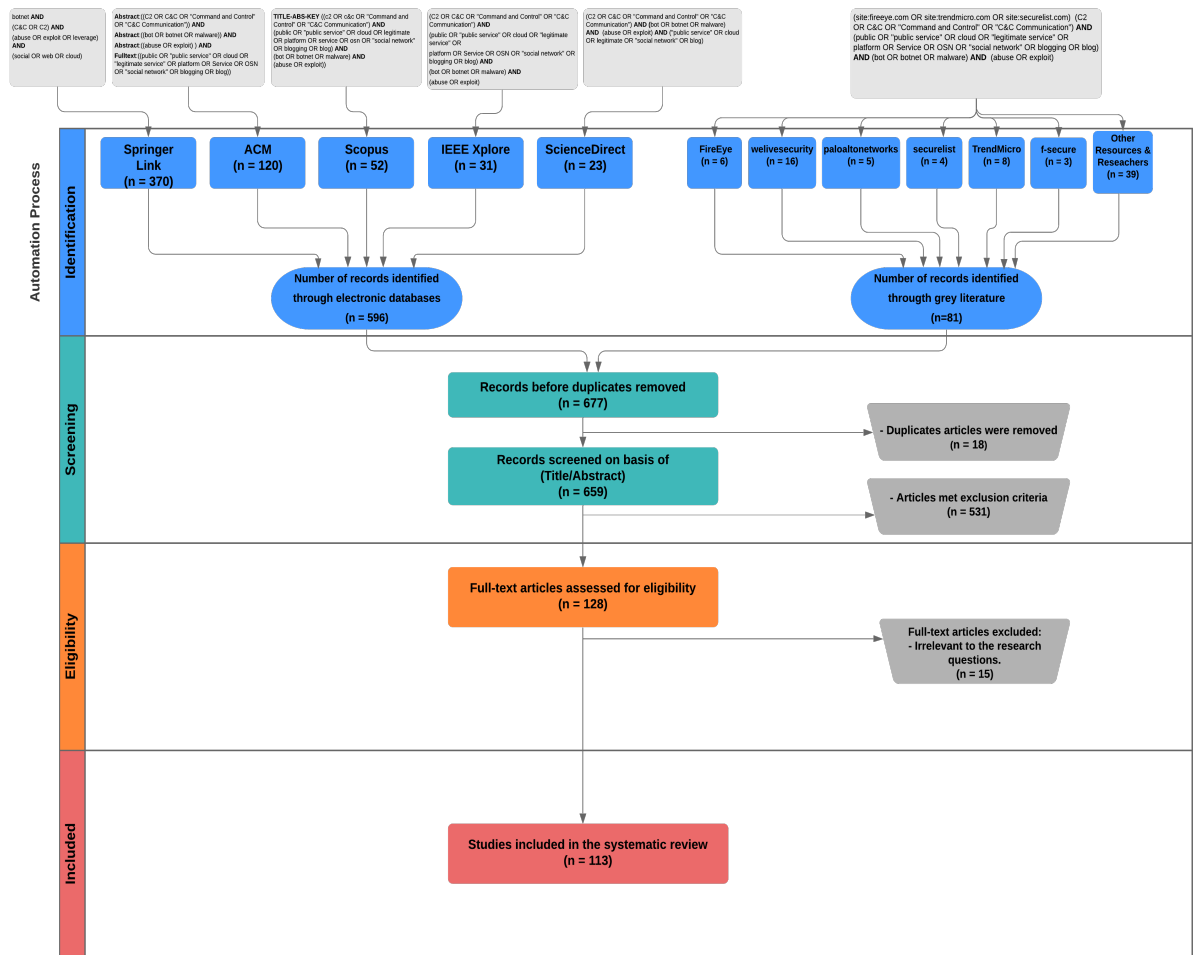 botnet AND
(C&C OR C2) AND
(abuse OR exploit OR leverage)
AND
(social OR web OR cloud)
Abstract:((C2 OR C&C OR "Command and Control"
OR "C&C Communication")) AND
Abstract:((bot OR botnet OR malware)) AND
Abstract:((abuse OR exploit) ) AND
Fulltext:((public OR "public service" OR cloud OR
"legitimate service" OR platform OR Service OR OSN
OR "social network" OR blogging OR blog))
TITLE-ABS-KEY ((c2 OR c&c OR "Command and
Control" OR "C&C Communication") AND
(public OR "public service" OR cloud OR legitimate
OR platform OR service OR osn OR "social network"
OR blogging OR blog) AND
(bot OR botnet OR malware) AND
(abuse OR exploit))
(C2 OR C&C OR "Command and Control" OR "C&C
Communication") AND
(public OR "public service" OR cloud OR "legitimate
service" OR
platform OR Service OR OSN OR "social network" OR
blogging OR blog) AND
(bot OR botnet OR malware) AND
(abuse OR exploit)
(C2 OR C&C OR "Command and Control" OR "C&C
Communication") AND (bot OR botnet OR malware)
AND (abuse OR exploit) AND ("public service" OR cloud
OR legitimate OR "social network" OR blog)
(site:fireeye.com OR site:trendmicro.com OR site:securelist.com) (C2
OR C&C OR "Command and Control" OR "C&C Communication") AND
(public OR "public service" OR cloud OR "legitimate service" OR
platform OR Service OR OSN OR "social network" OR blogging OR blog)
AND (bot OR botnet OR malware) AND (abuse OR exploit)
Automation Process
Identification
Springer
Link
(n = 370)
ACM
(n = 120)
Scopus
(n = 52)
IEEE Xplore
(n = 31)
ScienceDirect
(n = 23)
FireEye
(n = 6)
welivesecurity
(n = 16)
paloaltonetworks
(n = 5)
securelist
(n = 4)
TrendMicro
(n = 8)
f-secure
(n = 3)
Other
Resources &
Reseachers
(n = 39)
Number of records identified
through electronic databases
(n = 596)
Number of records identified
througth grey literature
(n=81)
Screening
Records before duplicates removed
(n = 677)
- Duplicates articles were removed
(n = 18)
Records screened on basis of
(Title/Abstract)
(n = 659)
- Articles met exclusion criteria
(n = 531)
Eligibility
Full-text articles assessed for eligibility
(n = 128)
Full-text articles excluded:
- Irrelevant to the research
questions.
(n = 15)
Included
Studies included in the systematic review
(n = 113)